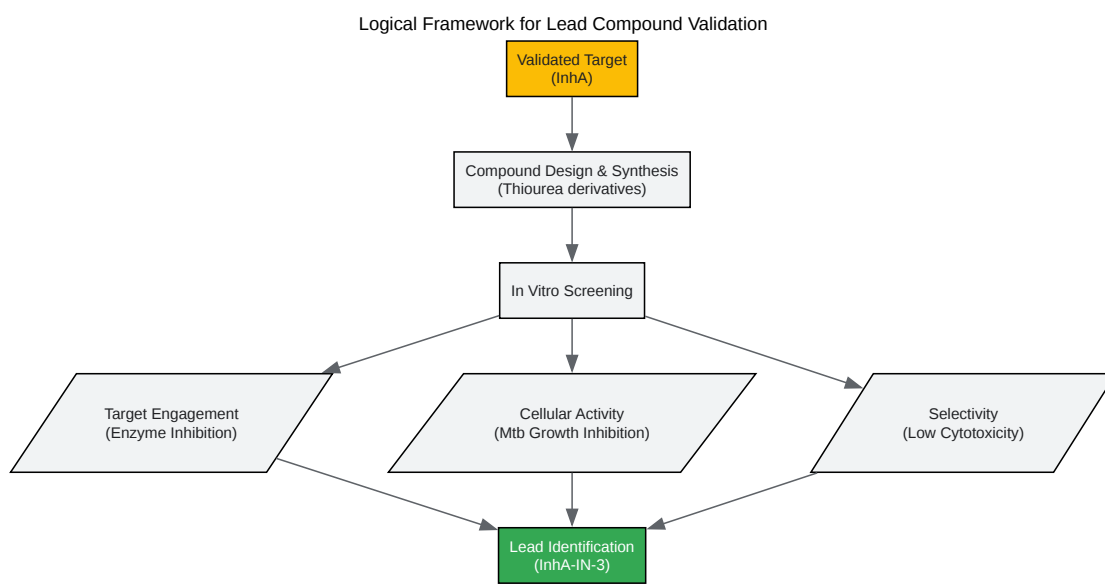 Logical Framework for Lead Compound Validation
Validated Target
(InhA)
Compound Design & Synthesis
(Thiourea derivatives)
In Vitro Screening
Target Engagement
(Enzyme Inhibition)
Cellular Activity
(Mtb Growth Inhibition)
Selectivity
(Low Cytotoxicity)
Lead Identification
(InhA-IN-3)